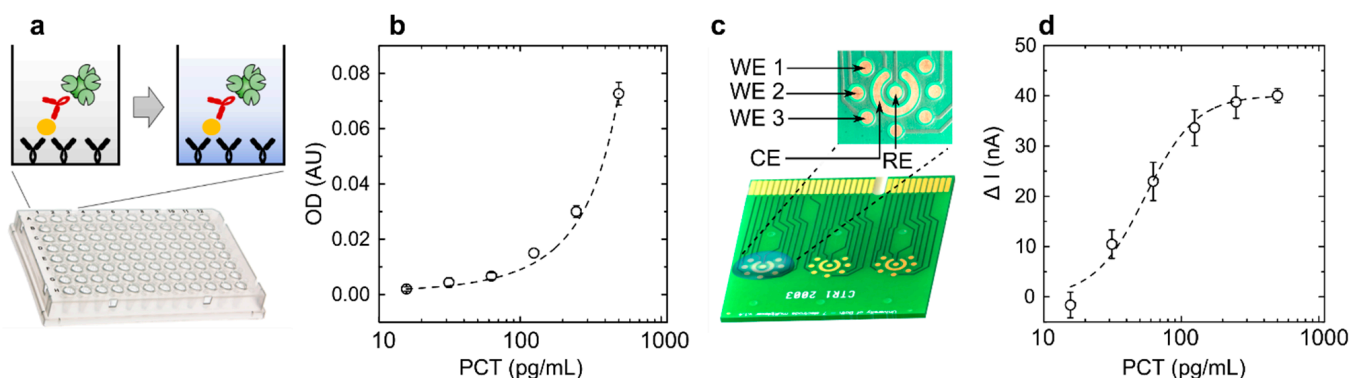 a
b
OD (AU)
0.08
0.06
0.04
0.02
0.00
10
100
1000
PCT (pg/mL)
c
WE 1
WE 2
WE 3
CE
RE
CTR1 2003
d
Δ I (nA)
50
40
30
20
10
0
10
100
1000
PCT (pg/mL)